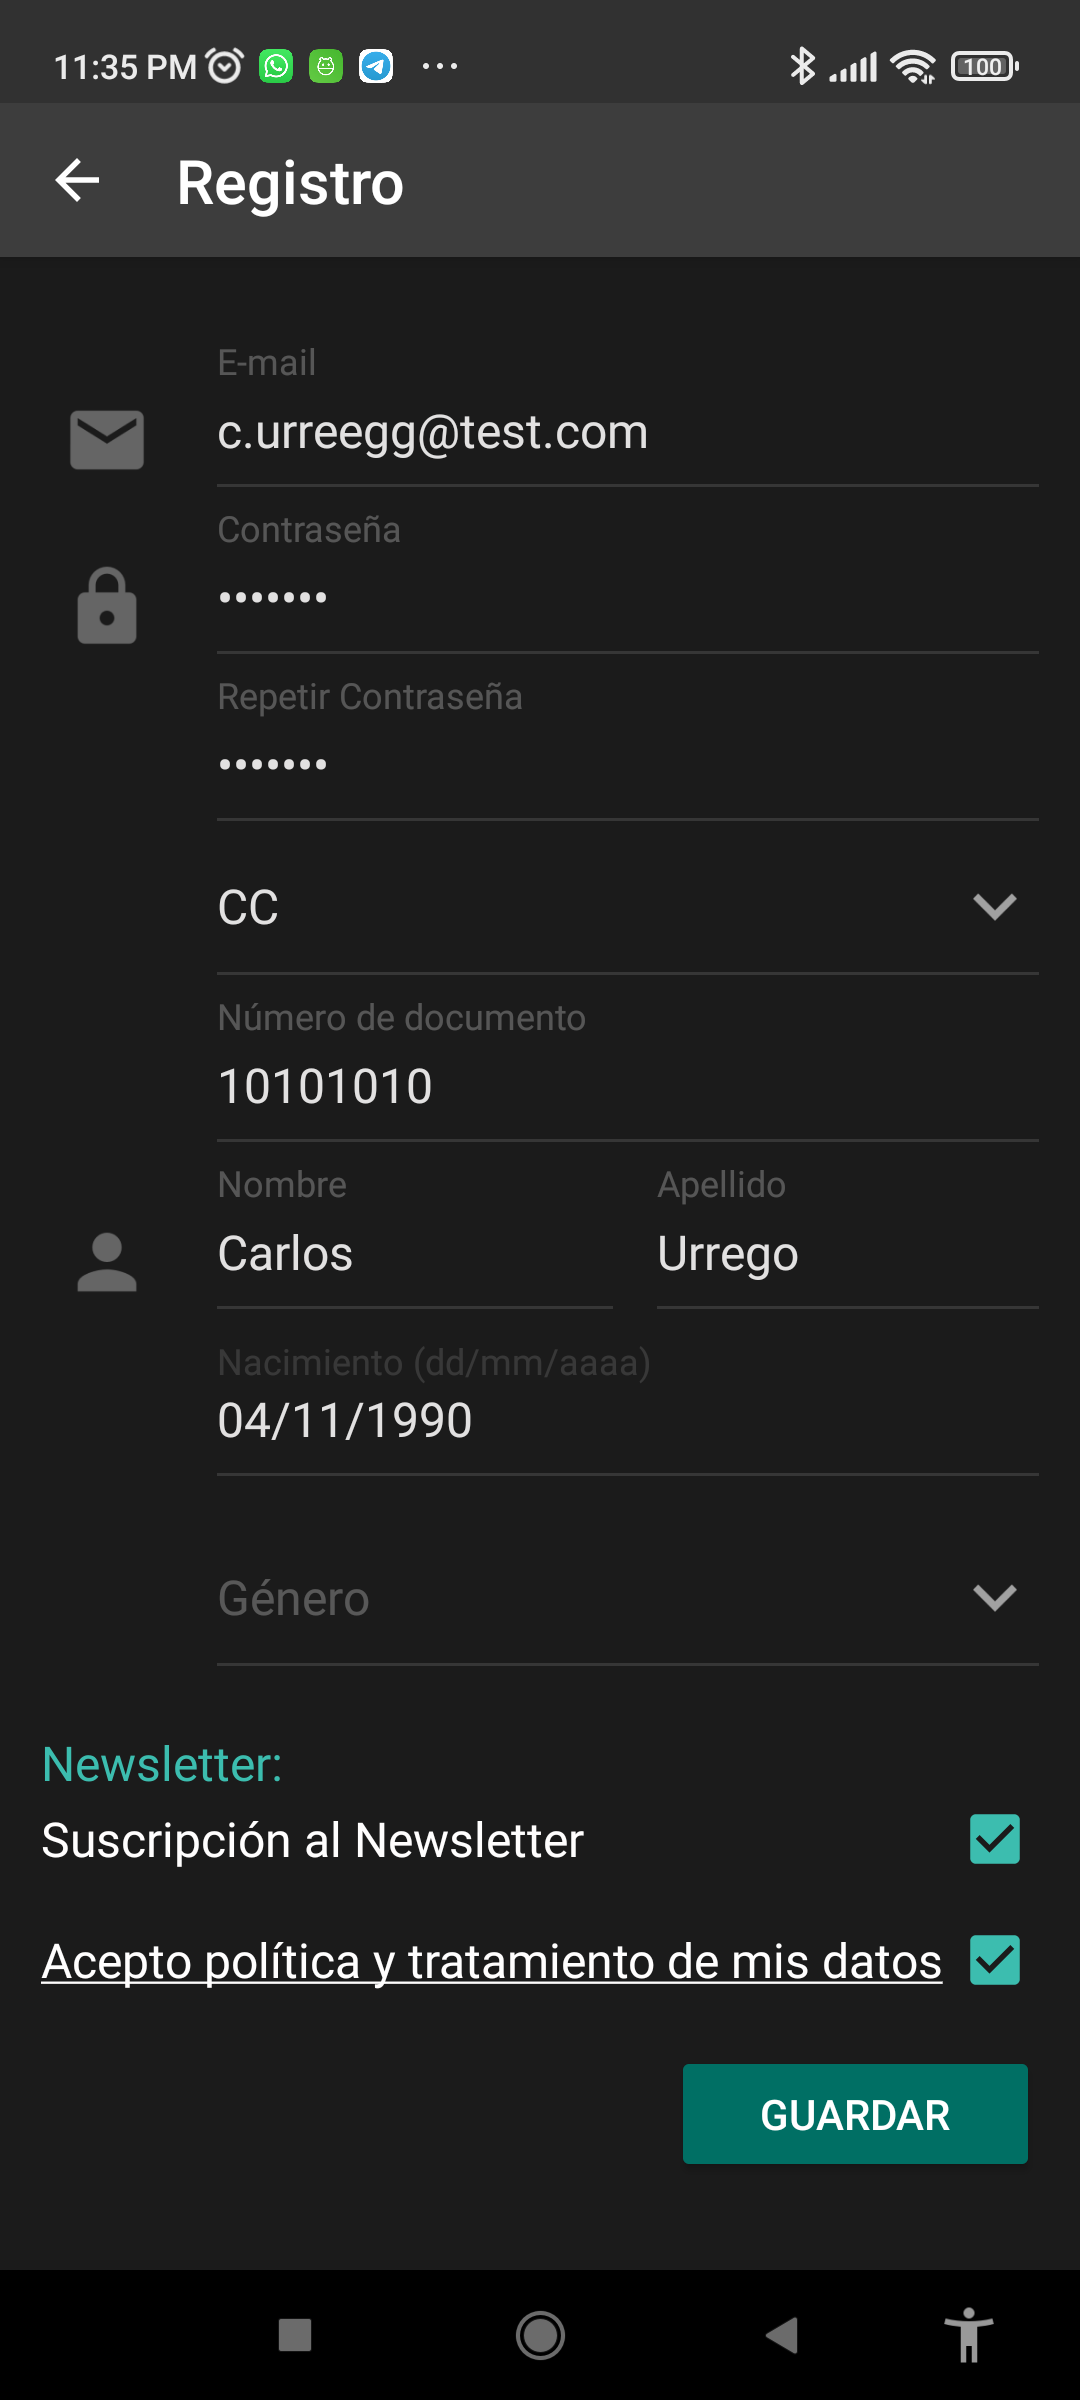 11:35 PM
100
Registro
E-mail
c.urreegg@test.com
Contraseña
•••••••
Repetir Contraseña
•••••••
CC
Número de documento
10101010
Nombre Apellido
Carlos Urrego
Nacimiento (dd/mm/aaaa)
04/11/1990
Género
Newsletter:
Suscripción al Newsletter
Acepto política y tratamiento de mis datos
GUARDAR